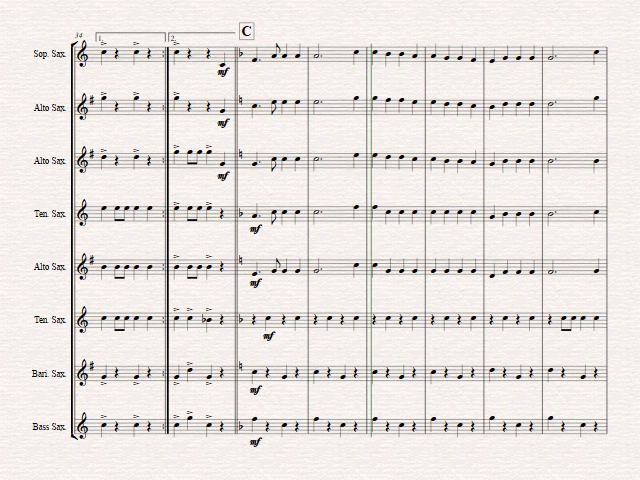 34
1.
2.
C
Sop. Sax.
mf
Alto Sax.
mf
Alto Sax.
mf
Ten. Sax.
mf
Alto Sax.
mf
Ten. Sax.
mf
Bari. Sax.
mf
Bass Sax.
mf